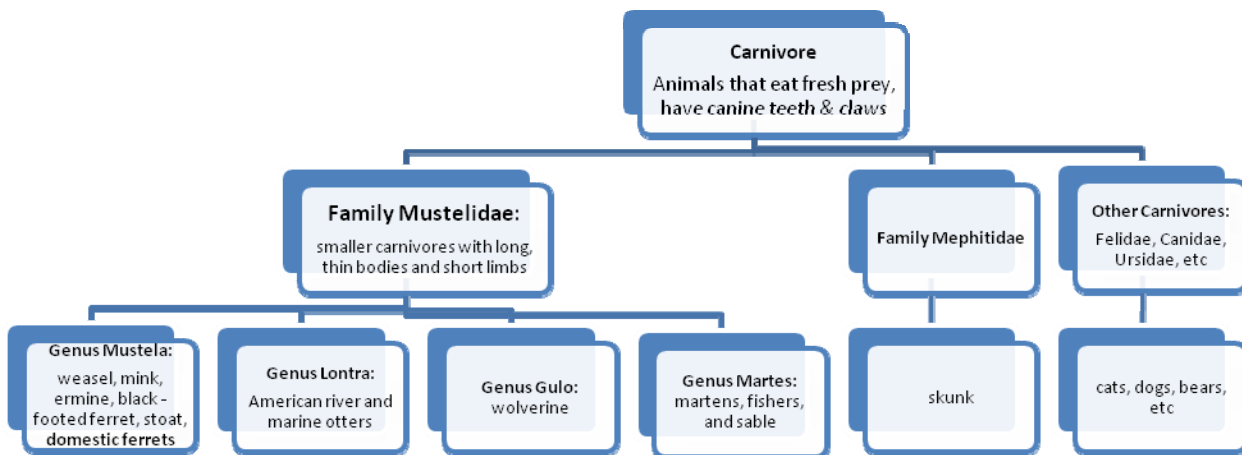 Carnivore
Animals that eat fresh prey,
have canine teeth & claws
Family Mustelidae:
smaller carnivores with long,
thin bodies and short limbs
Family Mephitidae
Other Carnivores:
Felidae, Canidae,
Ursidae, etc
Genus Mustela:
weasel, mink,
ermine, black -
footed ferret, stoat,
domestic ferrets
Genus Lontra:
American river and
marine otters
Genus Gulo:
wolverine
Genus Martes:
martens, fishers,
and sable
skunk
cats, dogs, bears,
etc